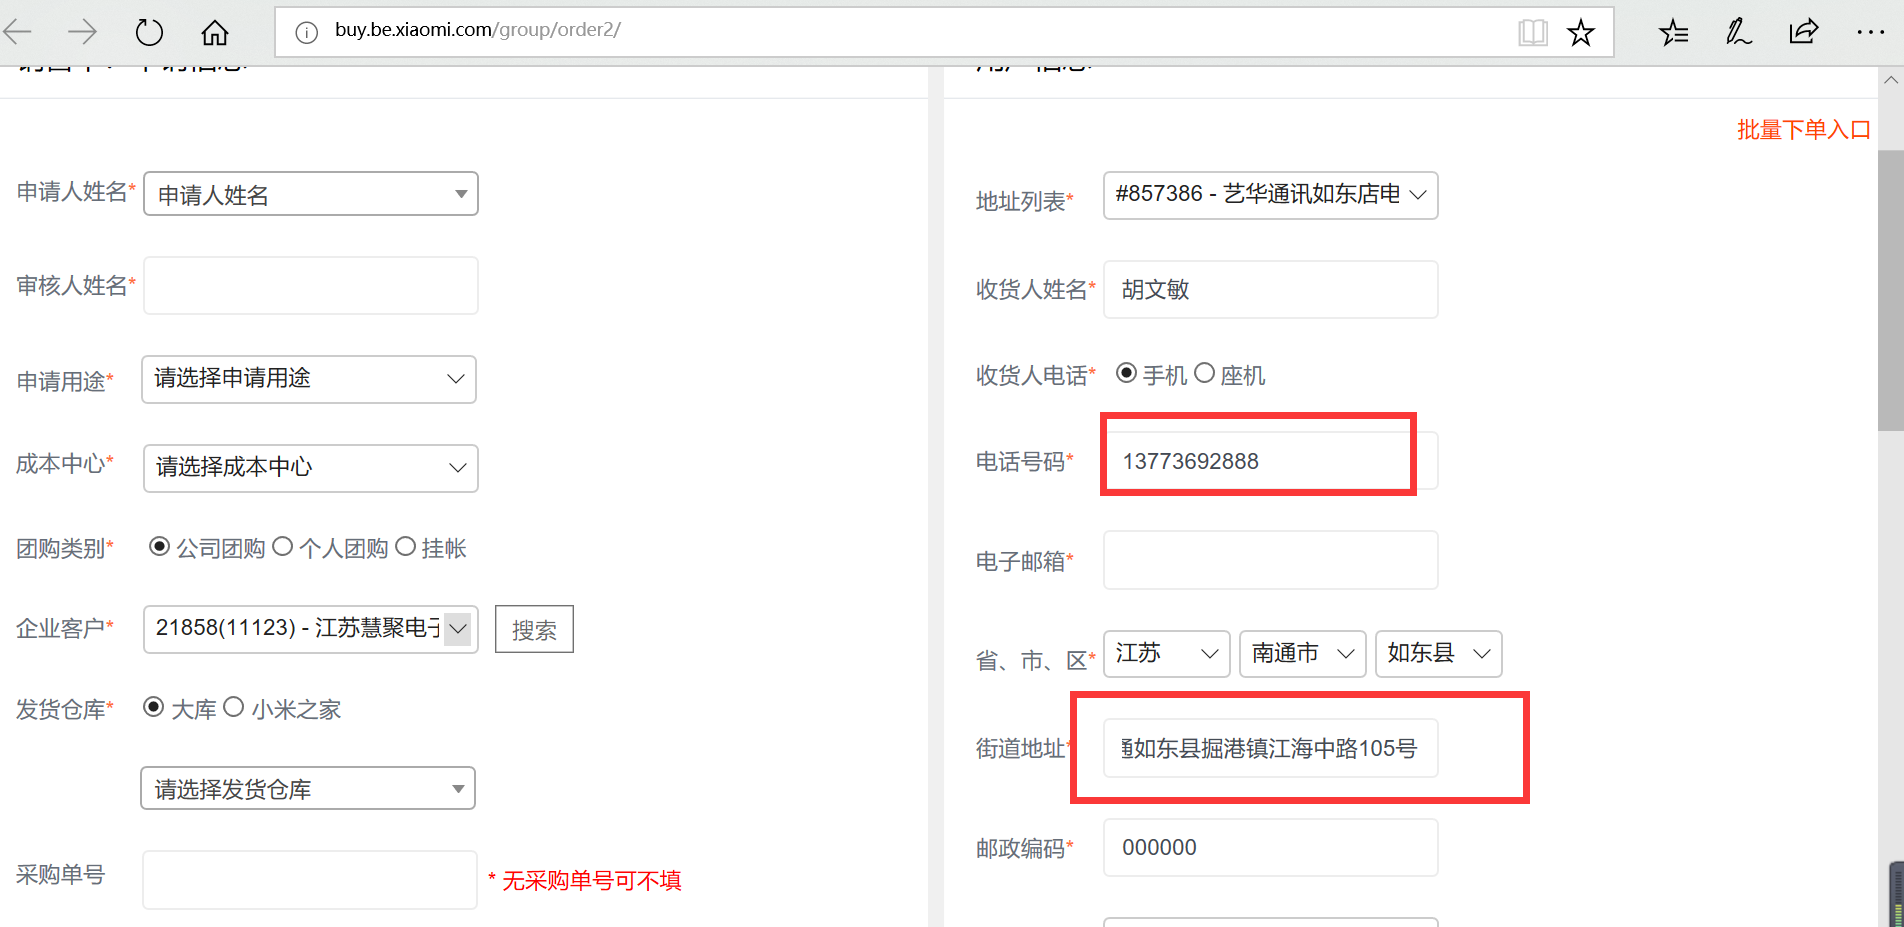 buy.be.xiaomi.com/group/order2/
批量下单入口
申请人姓名* 申请人姓名
审核人姓名*
申请用途* 请选择申请用途
成本中心* 请选择成本中心
团购类别* 公司团购 个人团购 挂帐
企业客户* 21858(11123) - 江苏慧聚电子 搜索
发货仓库* 大库 小米之家
请选择发货仓库
采购单号 * 无采购单号可不填
地址列表* #857386 - 艺华通讯如东店电
收货人姓名* 胡文敏
收货人电话* 手机 座机
电话号码* 13773692888
电子邮箱*
省、市、区* 江苏 南通市 如东县
街道地址* 通如东县掘港镇江海中路105号
邮政编码* 000000